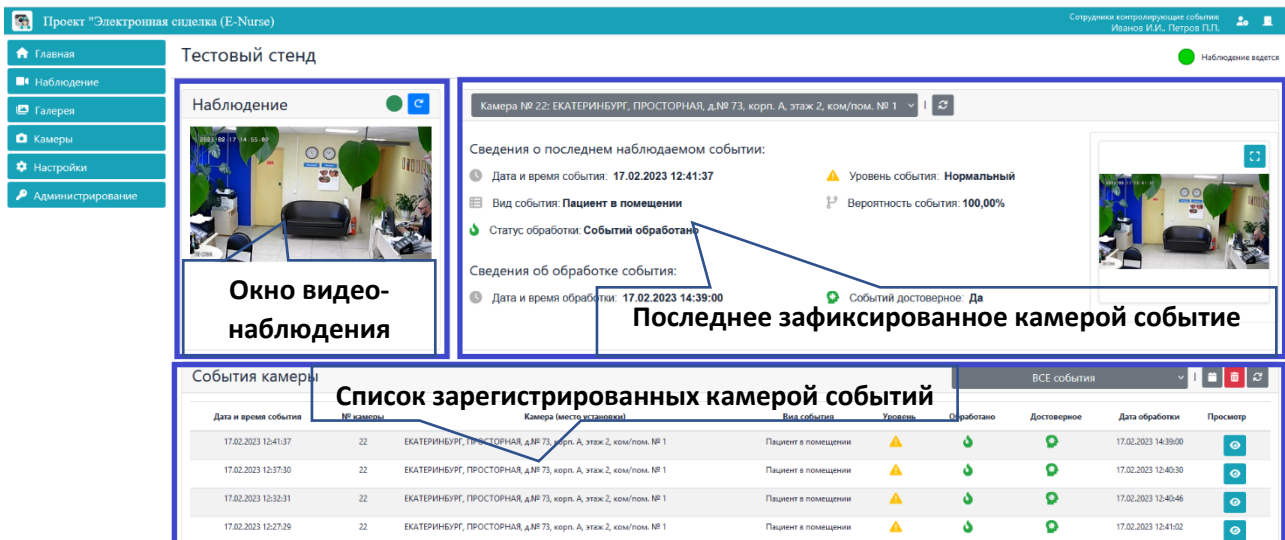 Проект "Электронная сиделка (E-Nurse)
Сотрудники контролирующие события:
Иванов И.И., Петров П.П.
Главная
Наблюдение
Галерея
Камеры
Настройки
Администрирование
Тестовый стенд
Наблюдение ведется
Наблюдение
2023-02-17 14:55:09
Окно видео-
наблюдения
Камера № 22: ЕКАТЕРИНБУРГ, ПРОСТОРНАЯ, д.№ 73, корп. А, этаж 2, ком/пом. № 1
Сведения о последнем наблюдаемом событии:
Дата и время события: 17.02.2023 12:41:37
Уровень события: Нормальный
Вид события: Пациент в помещении
Вероятность события: 100,00%
Статус обработки: Событий обработано
Сведения об обработке события:
Дата и время обработки: 17.02.2023 14:39:00
Событий достоверное: Да
Последнее зафиксированное камерой событие
События камеры
ВСЕ события
Список зарегистрированных камерой событий
Дата и время события № камеры Камера (место установки) Вид события Уровень Обработано Достоверное Дата обработки Просмотр
17.02.2023 12:41:37 22 ЕКАТЕРИНБУРГ, ПРОСТОРНАЯ, д.№ 73, корп. А, этаж 2, ком/пом. № 1 Пациент в помещении 17.02.2023 14:39:00
17.02.2023 12:37:30 22 ЕКАТЕРИНБУРГ, ПРОСТОРНАЯ, д.№ 73, корп. А, этаж 2, ком/пом. № 1 Пациент в помещении 17.02.2023 12:40:30
17.02.2023 12:32:31 22 ЕКАТЕРИНБУРГ, ПРОСТОРНАЯ, д.№ 73, корп. А, этаж 2, ком/пом. № 1 Пациент в помещении 17.02.2023 12:40:46
17.02.2023 12:27:29 22 ЕКАТЕРИНБУРГ, ПРОСТОРНАЯ, д.№ 73, корп. А, этаж 2, ком/пом. № 1 Пациент в помещении 17.02.2023 12:41:02